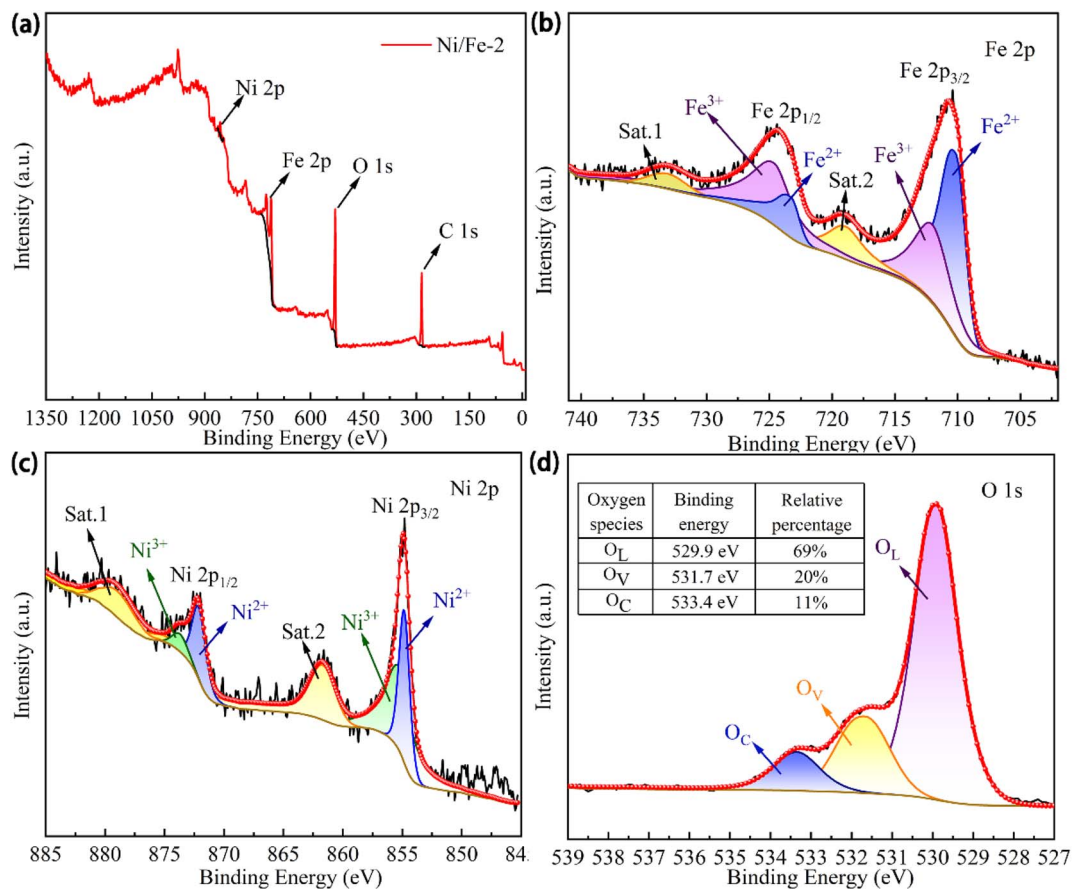 (a)
Ni/Fe-2
Ni 2p
Fe 2p
O 1s
C 1s
Intensity (a.u.)
1350 1200 1050 900 750 600 450 300 150 0
Binding Energy (eV)
(b)
Fe 2p
Fe 2p3/2
Fe3+
Fe 2p1/2
Fe2+
Sat.1
Fe2+
Fe3+
Sat.2
Intensity (a.u.)
740 735 730 725 720 715 710 705
Binding Energy (eV)
(c)
Ni 2p
Ni 2p3/2
Sat.1
Ni3+
Ni 2p1/2
Ni2+
Sat.2
Ni3+
Ni2+
Intensity (a.u.)
885 880 875 870 865 860 855 850 84
Binding Energy (eV)
(d)
O 1s
Oxygen species Binding energy Relative percentage
OL 529.9 eV 69%
OV 531.7 eV 20%
OC 533.4 eV 11%
OL
OV
OC
Intensity (a.u.)
539 538 537 536 535 534 533 532 531 530 529 528 527
Binding Energy (eV)